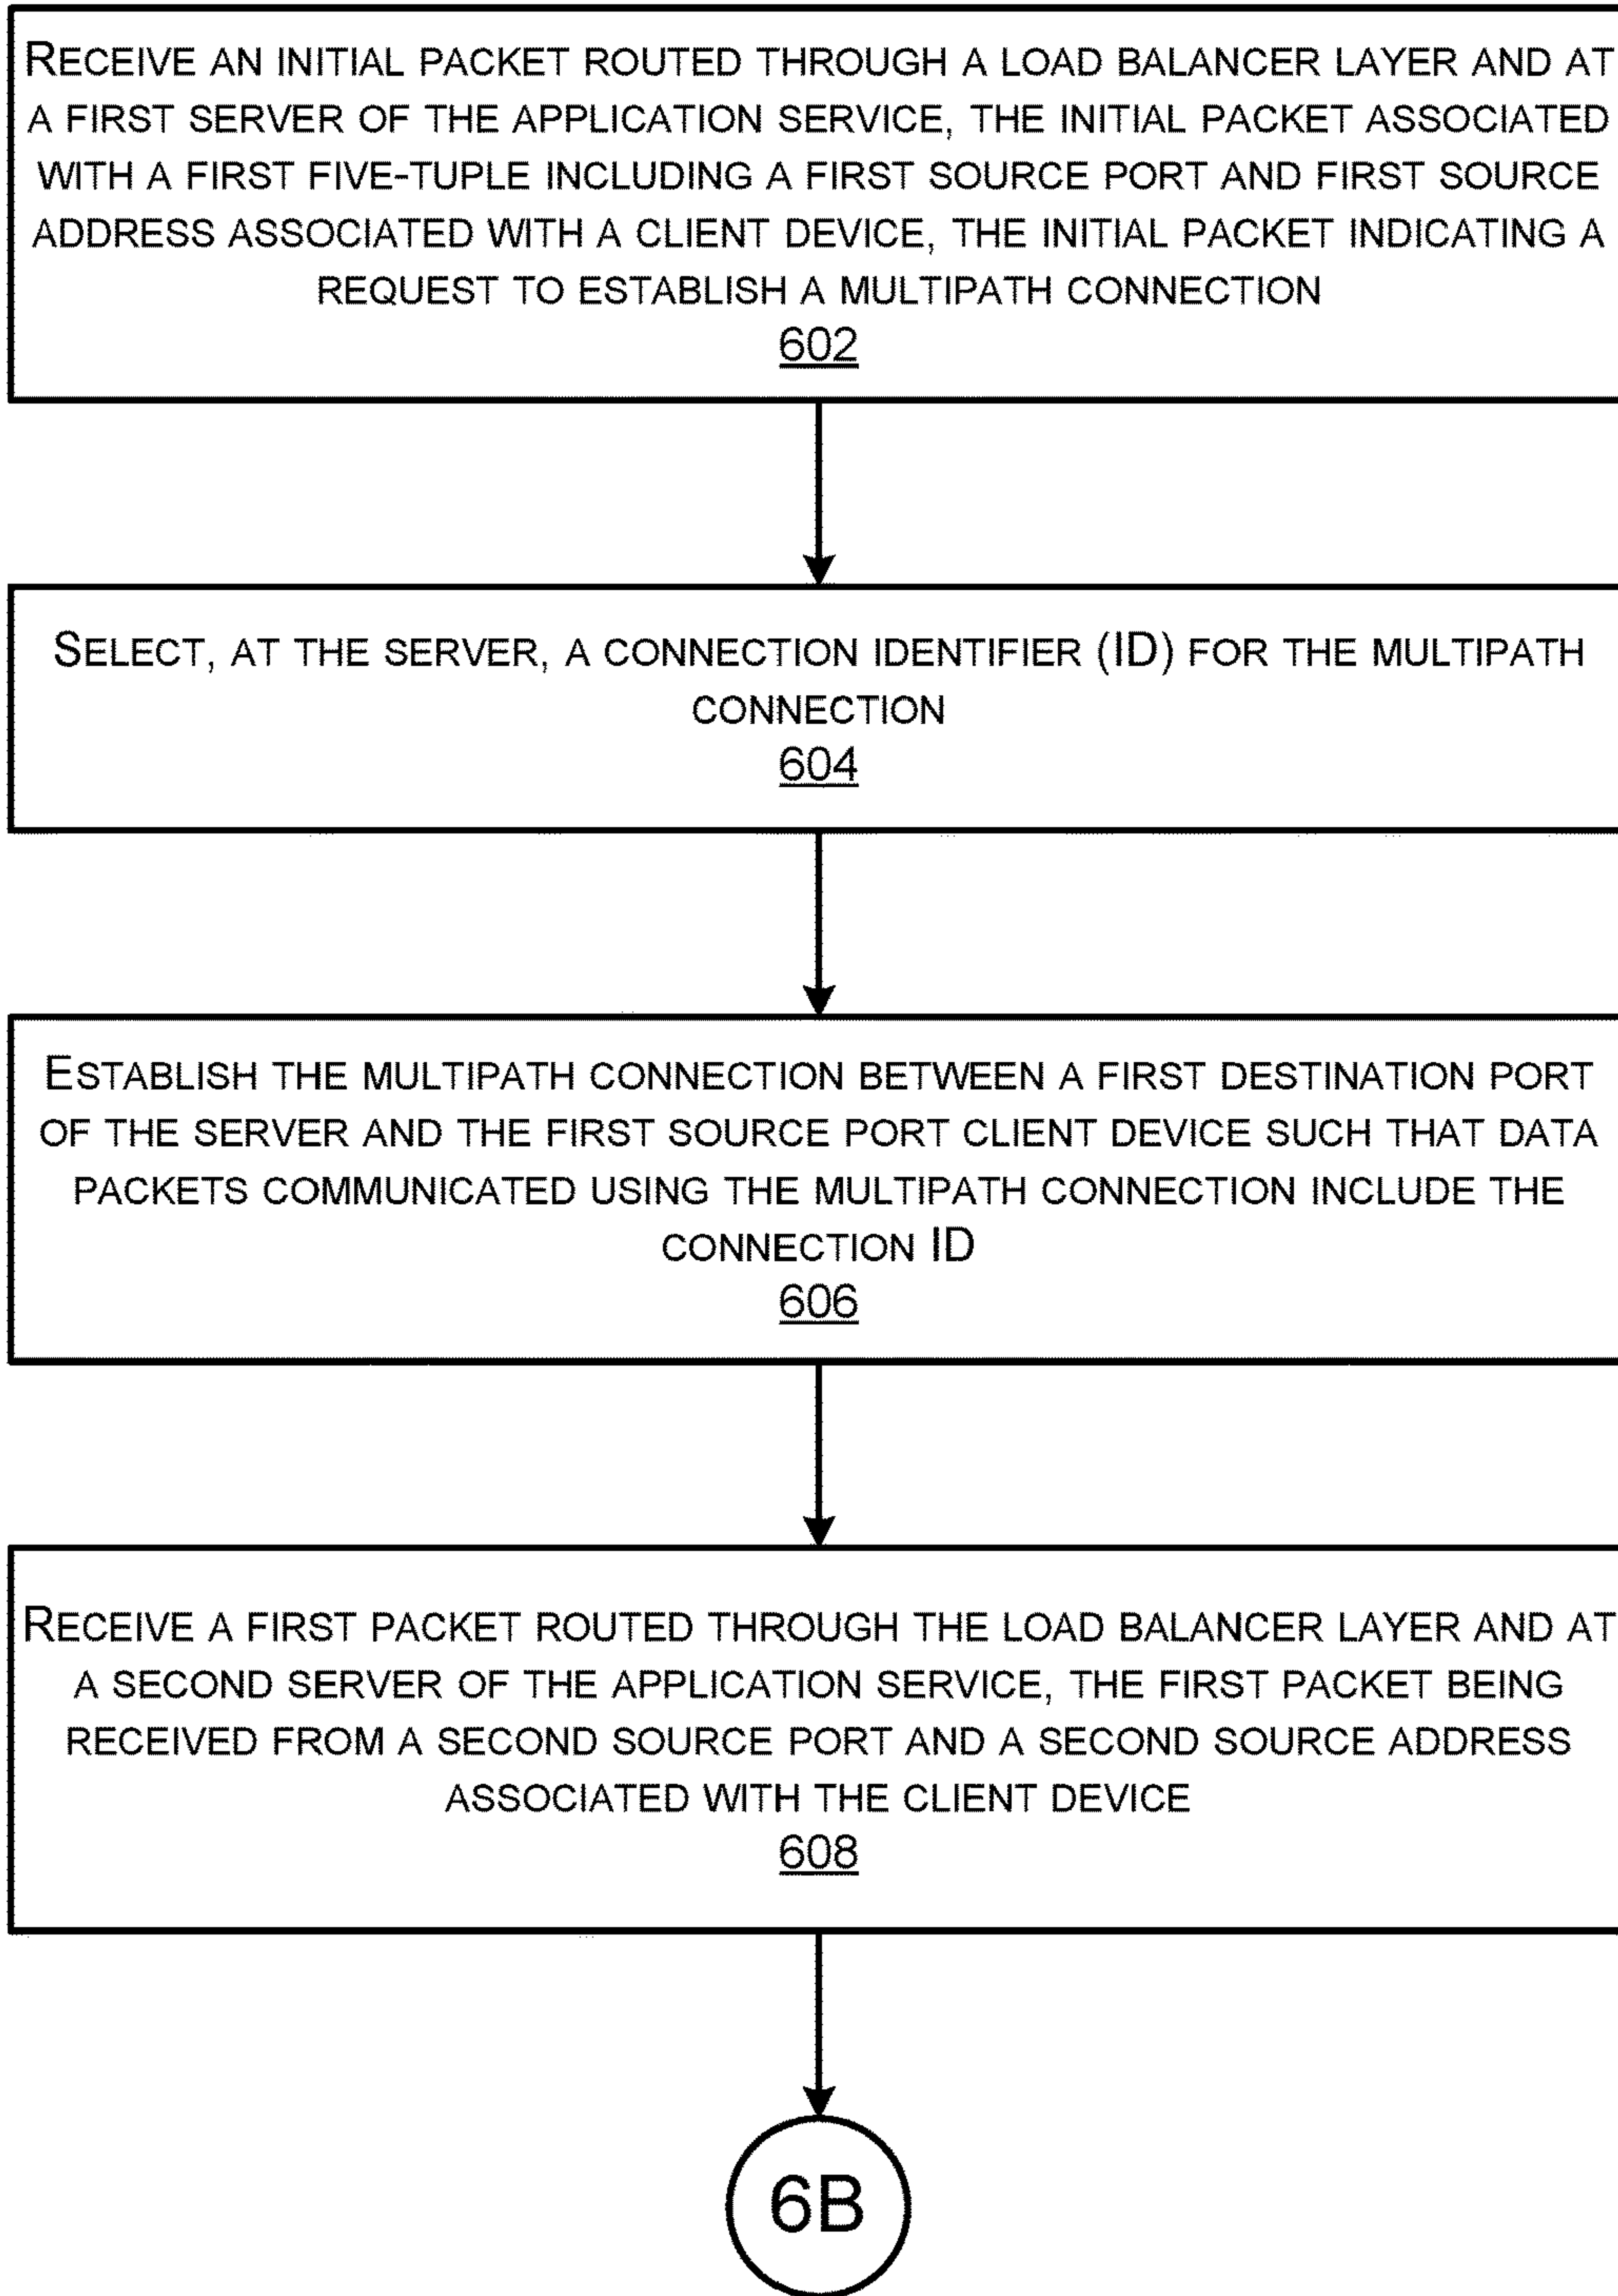 RECEIVE AN INITIAL PACKET ROUTED THROUGH A LOAD BALANCER LAYER AND AT
A FIRST SERVER OF THE APPLICATION SERVICE, THE INITIAL PACKET ASSOCIATED
WITH A FIRST FIVE-TUPLE INCLUDING A FIRST SOURCE PORT AND FIRST SOURCE
ADDRESS ASSOCIATED WITH A CLIENT DEVICE, THE INITIAL PACKET INDICATING A
REQUEST TO ESTABLISH A MULTIPATH CONNECTION
602
SELECT, AT THE SERVER, A CONNECTION IDENTIFIER (ID) FOR THE MULTIPATH
CONNECTION
604
ESTABLISH THE MULTIPATH CONNECTION BETWEEN A FIRST DESTINATION PORT
OF THE SERVER AND THE FIRST SOURCE PORT CLIENT DEVICE SUCH THAT DATA
PACKETS COMMUNICATED USING THE MULTIPATH CONNECTION INCLUDE THE
CONNECTION ID
606
RECEIVE A FIRST PACKET ROUTED THROUGH THE LOAD BALANCER LAYER AND AT
A SECOND SERVER OF THE APPLICATION SERVICE, THE FIRST PACKET BEING
RECEIVED FROM A SECOND SOURCE PORT AND A SECOND SOURCE ADDRESS
ASSOCIATED WITH THE CLIENT DEVICE
608
6B